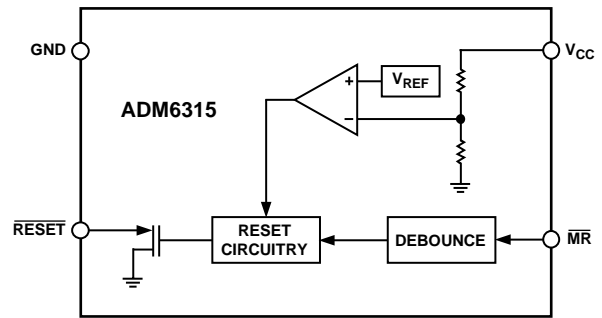 GND
VCC
VREF
+
−
ADM6315
RESET
RESET
CIRCUITRY
DEBOUNCE
MR